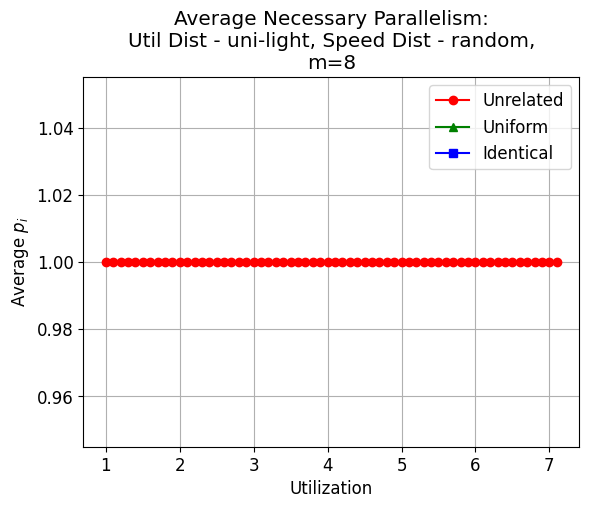 Average Necessary Parallelism:
Util Dist - uni-light, Speed Dist - random,
m=8
Unrelated
Uniform
Identical
1.04
1.02
1.00
0.98
0.96
Average $p_i$
1 2 3 4 5 6 7
Utilization